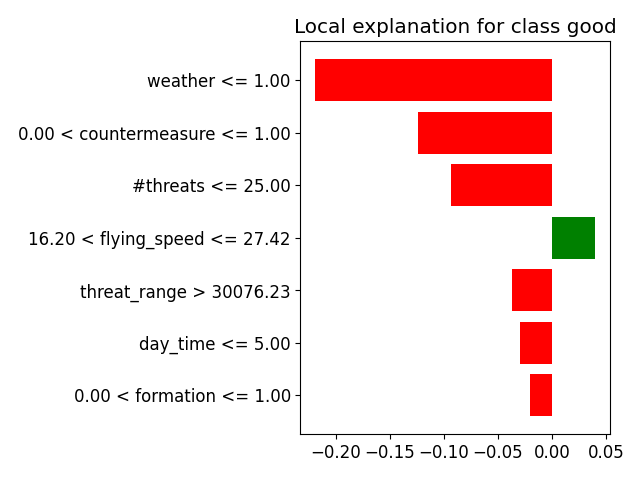 Local explanation for class good
weather <= 1.00
0.00 < countermeasure <= 1.00
#threats <= 25.00
16.20 < flying_speed <= 27.42
threat_range > 30076.23
day_time <= 5.00
0.00 < formation <= 1.00
−0.20 −0.15 −0.10 −0.05 0.00 0.05